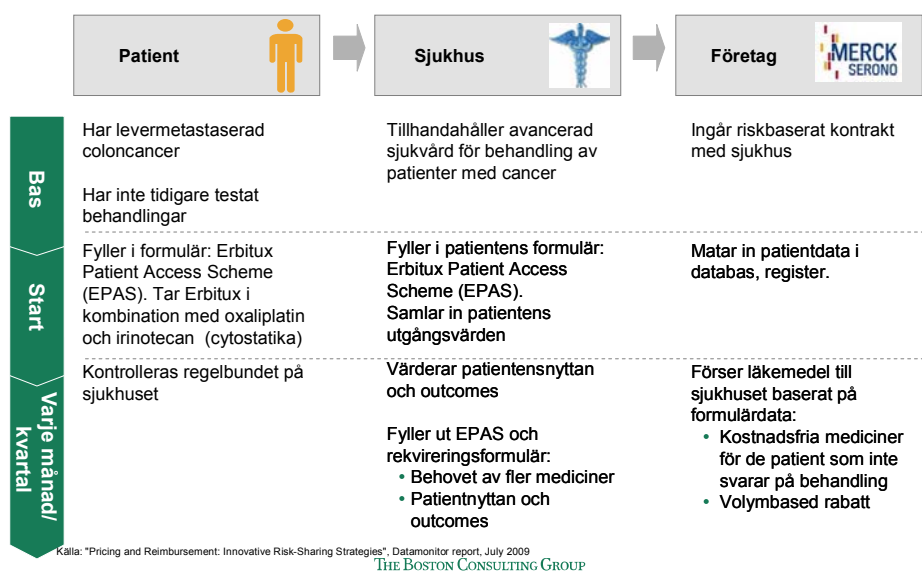 Patient
Sjukhus
Företag
MERCK
SERONO
Bas
Har levermetastaserad
coloncancer
Har inte tidigare testat
behandlingar
Tillhandahåller avancerad
sjukvård för behandling av
patienter med cancer
Ingår riskbaserat kontrakt
med sjukhus
Start
Fyller i formulär: Erbitux
Patient Access Scheme
(EPAS). Tar Erbitux i
kombination med oxaliplatin
och irinotecan (cytostatika)
Fyller i patientens formulär:
Erbitux Patient Access
Scheme (EPAS).
Samlar in patientens
utgångsvärden
Matar in patientdata i
databas, register.
Varje månad/
kvartal
Kontrolleras regelbundet på
sjukhuset
Värderar patientensnyttan
och outcomes
Fyller ut EPAS och
rekvireringsformulär:
• Behovet av fler mediciner
• Patientnyttan och
outcomes
Förser läkemedel till
sjukhuset baserat på
formulärdata:
• Kostnadsfria mediciner
för de patient som inte
svarar på behandling
• Volymbased rabatt
Källa: "Pricing and Reimbursement: Innovative Risk-Sharing Strategies", Datamonitor report, July 2009
THE BOSTON CONSULTING GROUP